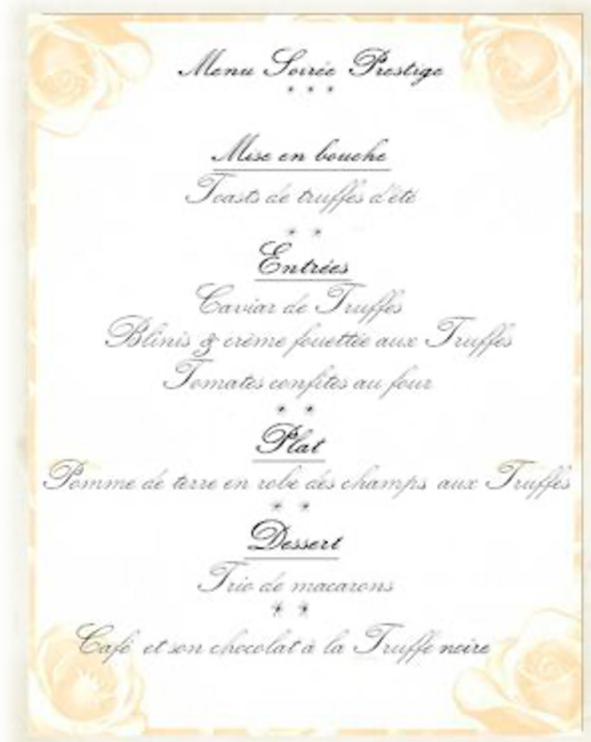 Menu Soirée Prestige
* * *
Mise en bouche
Toasts de truffes d'été
* *
Entrées
Caviar de Truffes
Blinis & crème fouettée aux Truffes
Tomates confites au four
* *
Plat
Pomme de terre en robe des champs aux Truffes
* *
Dessert
Trio de macarons
* *
Café et son chocolat à la Truffe noire